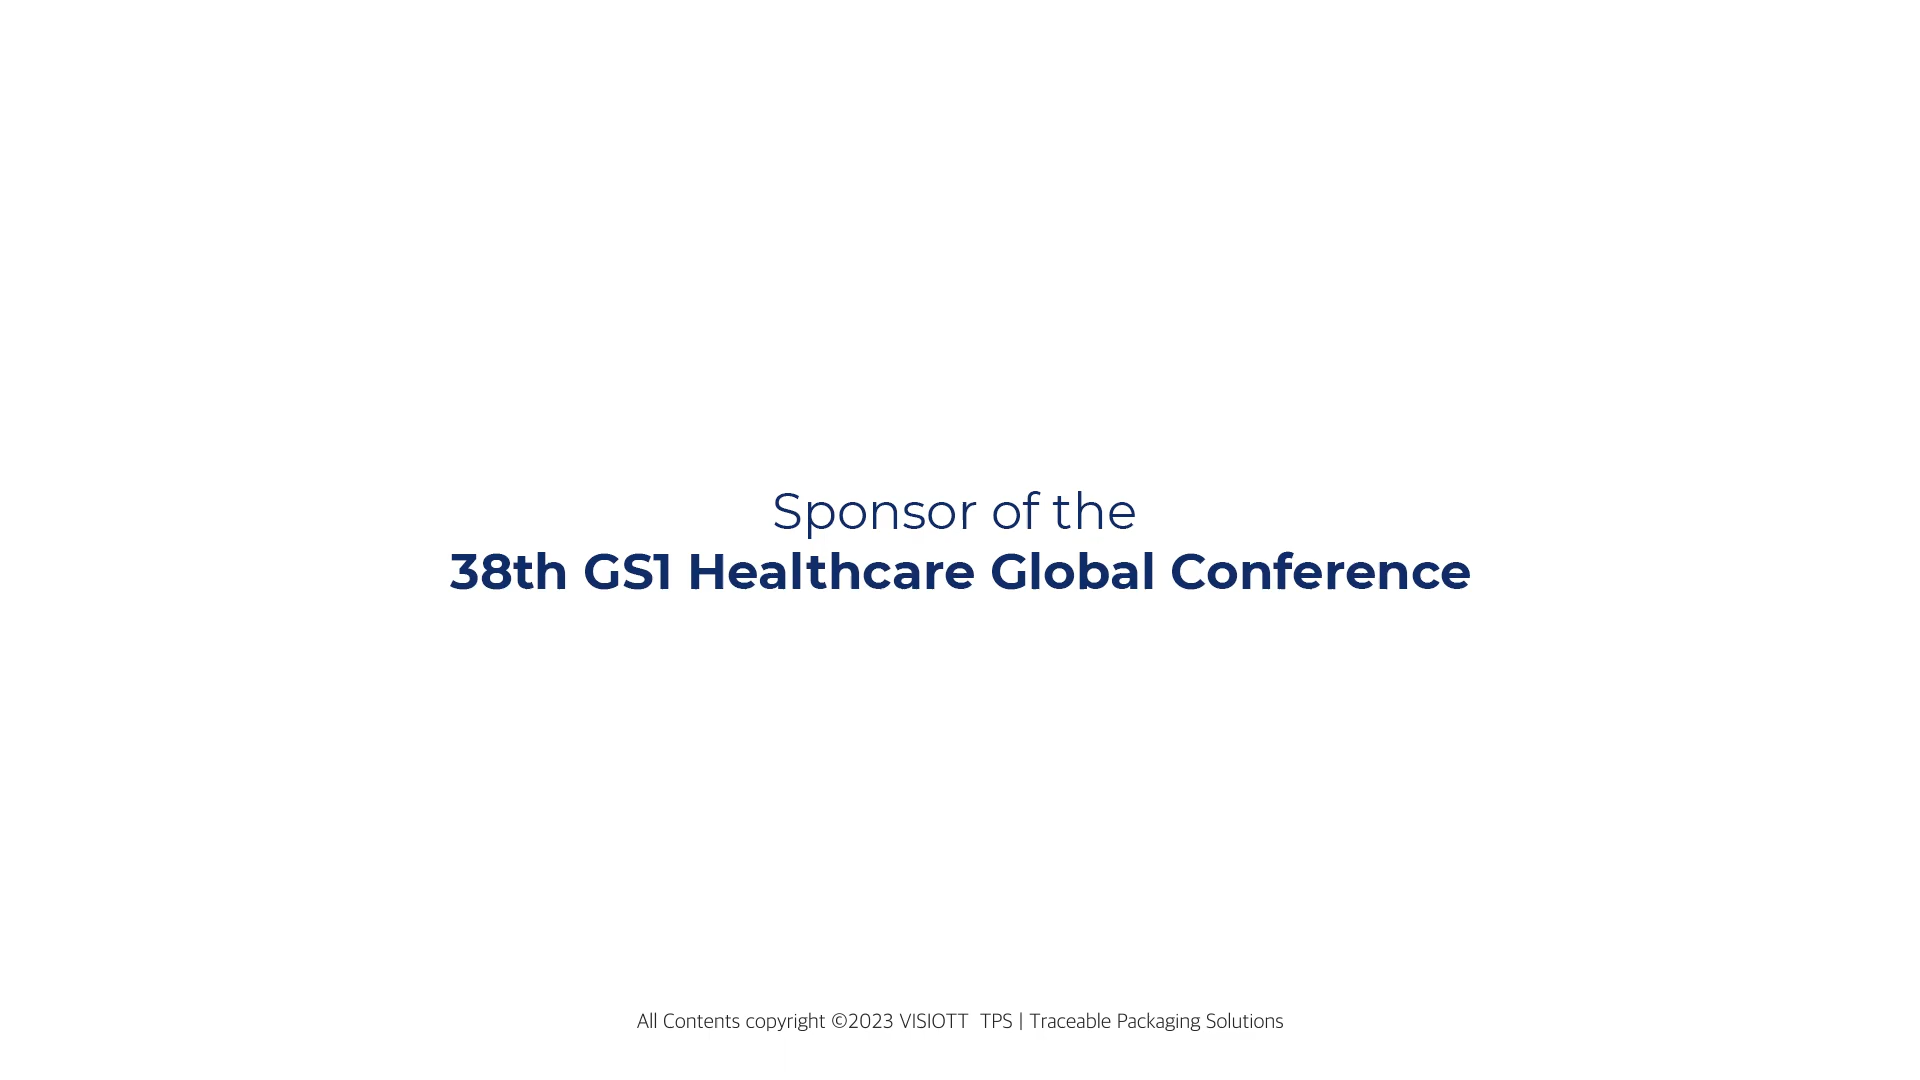 Sponsor of the
38th GS1 Healthcare Global Conference
All Contents copyright ©2023 VISIOTT  TPS | Traceable Packaging Solutions